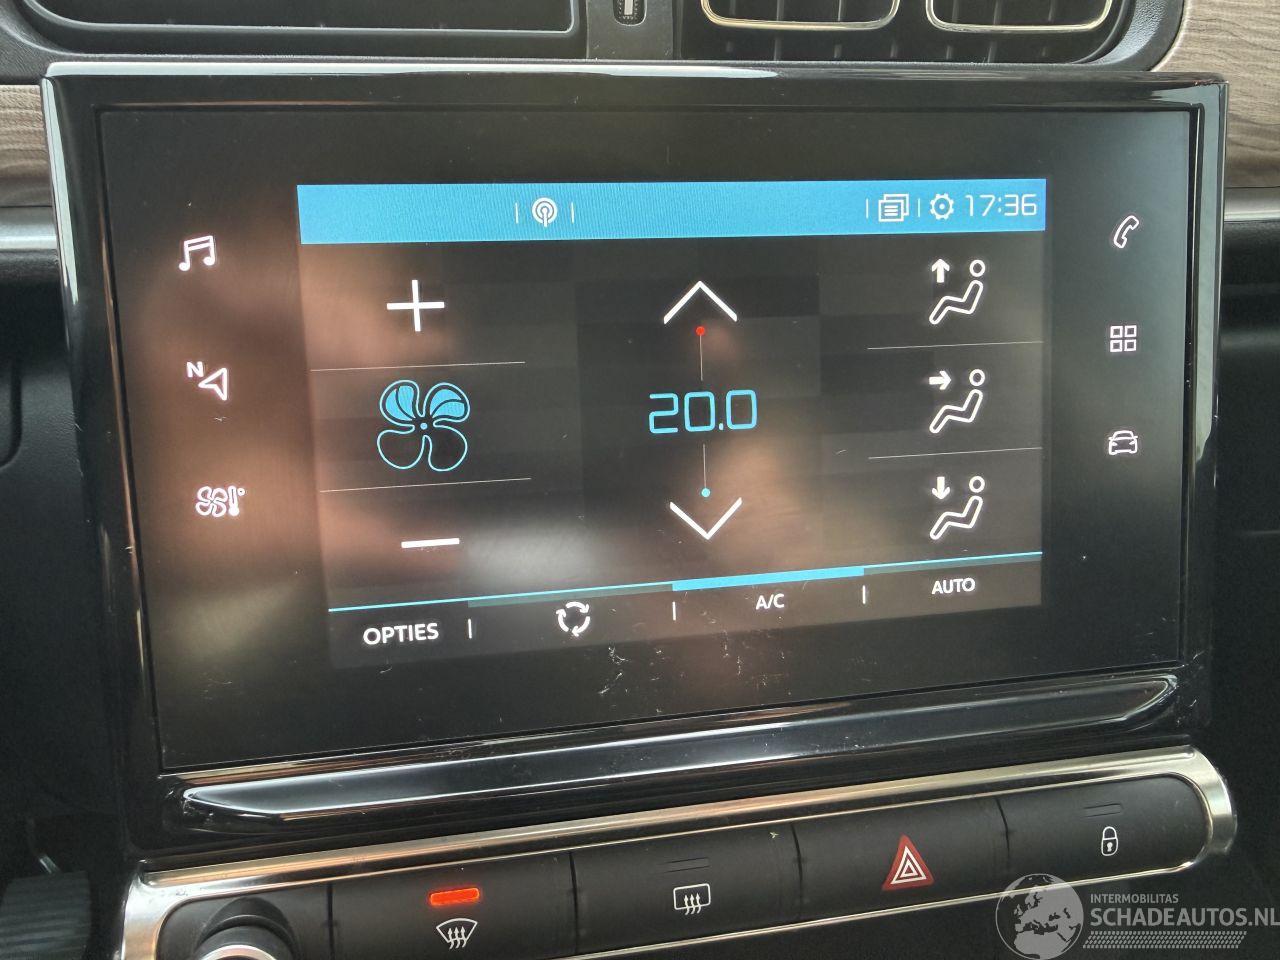 17:36
N
20.0
OPTIES
A/C
AUTO
INTERMOBILITAS
SCHADEAUTOS.NL